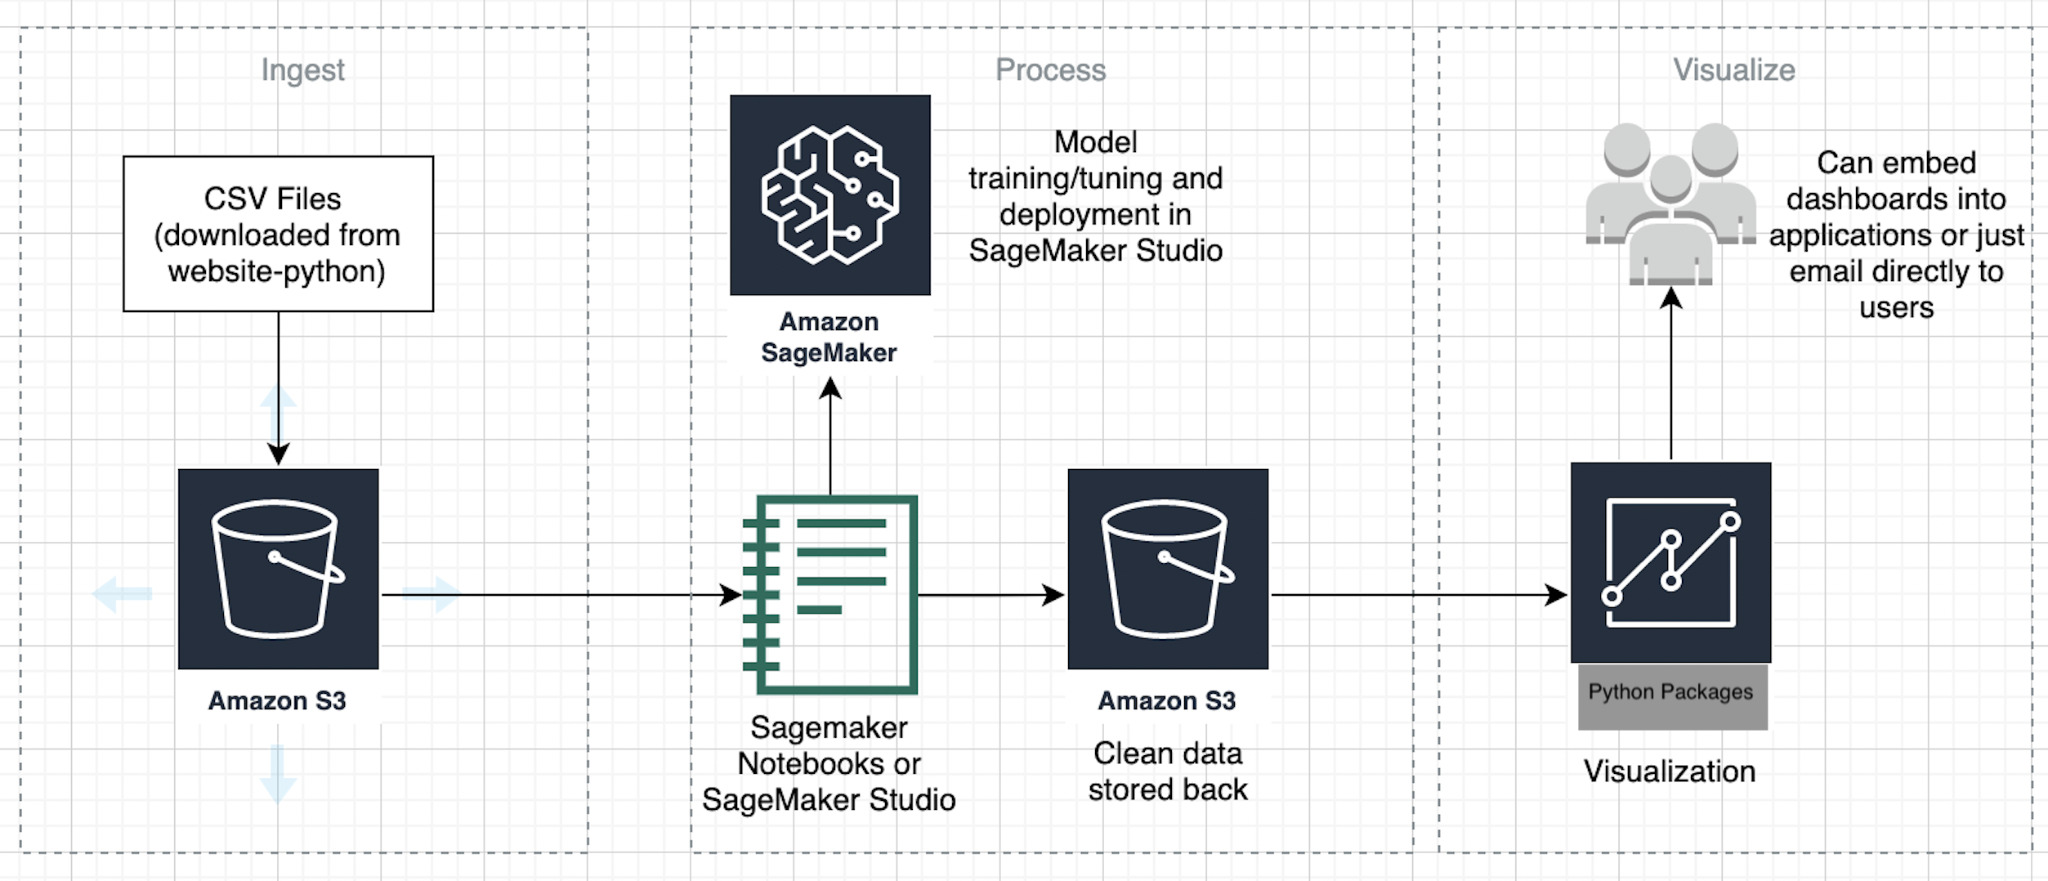 Ingest
CSV Files
(downloaded from
website-python)
Amazon S3
Process
Amazon
SageMaker
Model
training/tuning and
deployment in
SageMaker Studio
Sagemaker
Notebooks or
SageMaker Studio
Amazon S3
Clean data
stored back
Visualize
Can embed
dashboards into
applications or just
email directly to
users
Python Packages
Visualization